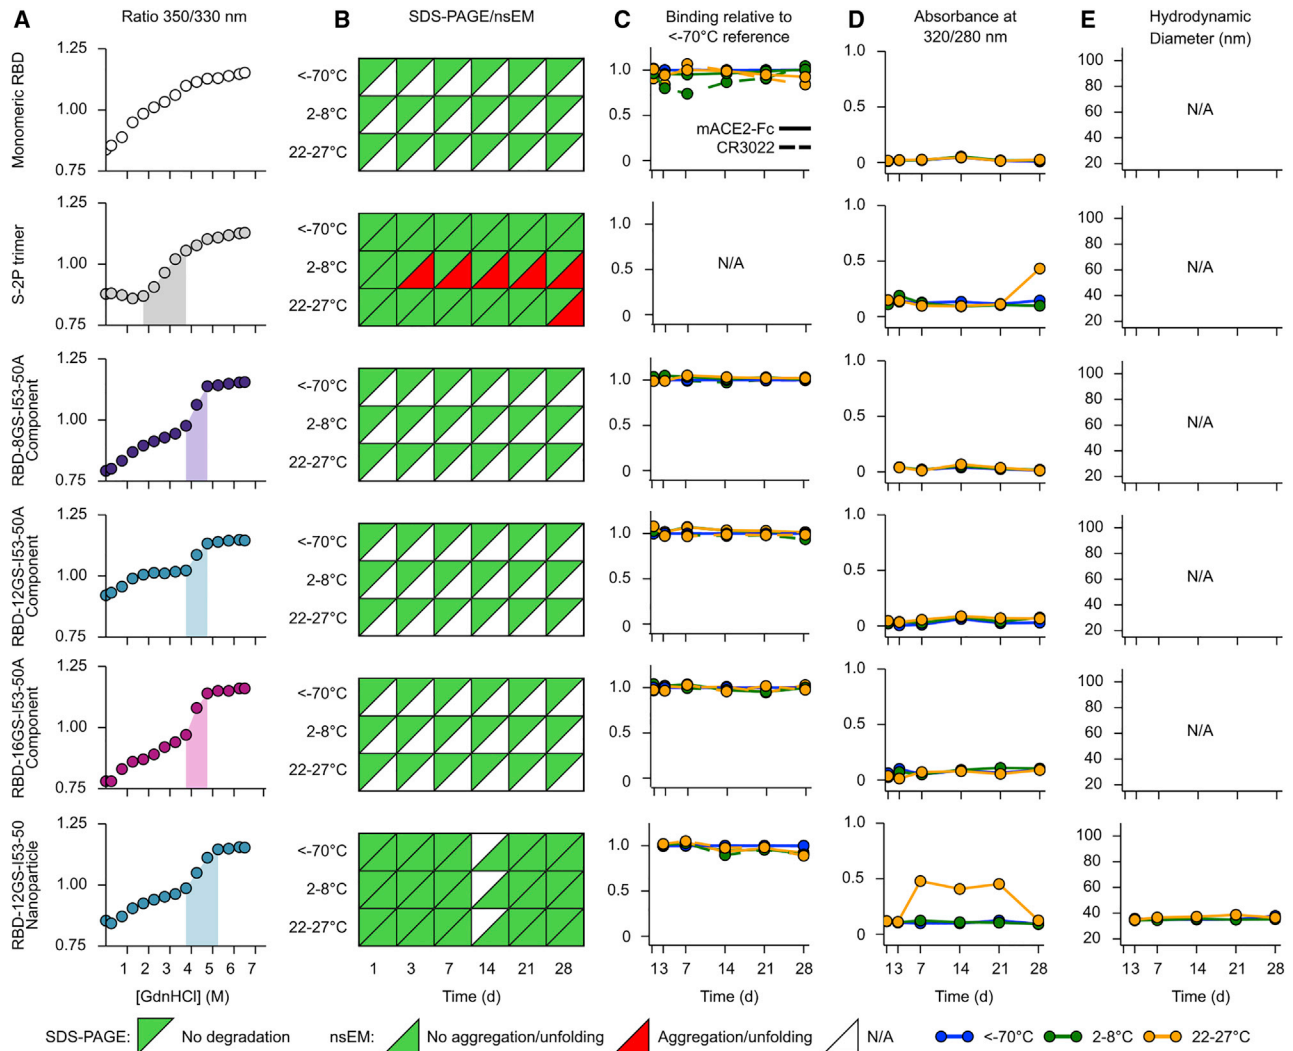 A Ratio 350/330 nm
B SDS-PAGE/nsEM
C Binding relative to
<-70°C reference
D Absorbance at
320/280 nm
E Hydrodynamic
Diameter (nm)
Monomeric RBD
1.25
1.00
0.75
<-70°C
2-8°C
22-27°C
1.0
0.5
0
mACE2-Fc
CR3022
1.0
0.5
0
100
80
60
40
20
N/A
S-2P trimer
1.25
1.00
0.75
<-70°C
2-8°C
22-27°C
1.0
0.5
0
N/A
1.0
0.5
0
100
80
60
40
20
N/A
RBD-8GS-I53-50A
Component
1.25
1.00
0.75
<-70°C
2-8°C
22-27°C
1.0
0.5
0
1.0
0.5
0
100
80
60
40
20
N/A
RBD-12GS-I53-50A
Component
1.25
1.00
0.75
<-70°C
2-8°C
22-27°C
1.0
0.5
0
1.0
0.5
0
100
80
60
40
20
N/A
RBD-16GS-I53-50A
Component
1.25
1.00
0.75
<-70°C
2-8°C
22-27°C
1.0
0.5
0
1.0
0.5
0
100
80
60
40
20
N/A
RBD-12GS-I53-50
Nanoparticle
1.25
1.00
0.75
<-70°C
2-8°C
22-27°C
1.0
0.5
0
1.0
0.5
0
100
80
60
40
20
1 2 3 4 5 6 7
1 3 7 14 21 28
13 7 14 21 28
13 7 14 21 28
13 7 14 21 28
[GdnHCl] (M)
Time (d)
Time (d)
Time (d)
Time (d)
SDS-PAGE: No degradation
nsEM: No aggregation/unfolding
Aggregation/unfolding
N/A
<-70°C
2-8°C
22-27°C